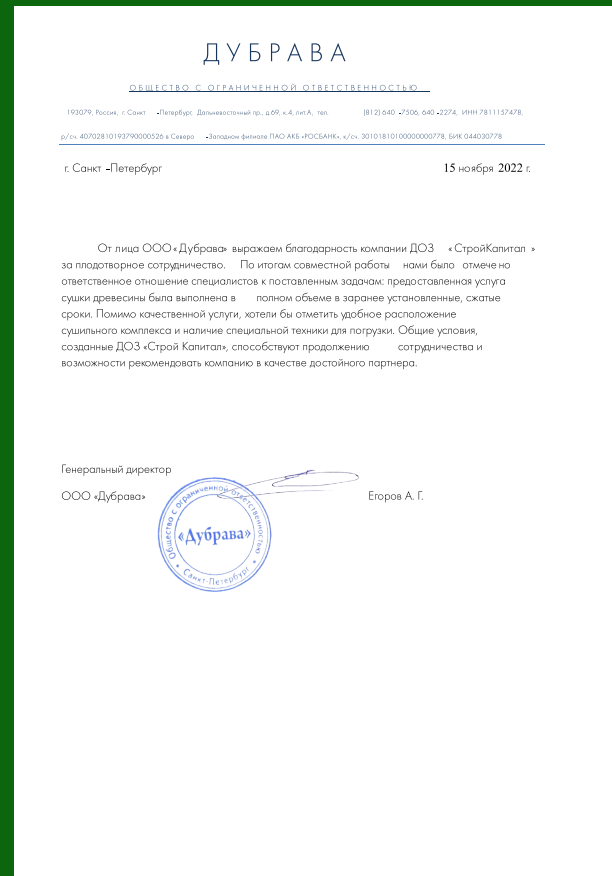 ДУБРАВА
ОБЩЕСТВО С ОГРАНИЧЕННОЙ ОТВЕТСТВЕННОСТЬЮ
193079, Россия, г. Санкт -Петербург, Дальневосточный пр., д.69, к.4, лит.А, тел. (812) 640 -7506, 640 -2274, ИНН 7811157478,
р/сч. 40702810193790000526 в Северо -Западном филиале ПАО АКБ «РОСБАНК», к/сч. 30101810100000000778, БИК 044030778
г. Санкт -Петербург 15 ноября 2022 г.
От лица ООО «Дубрава» выражаем благодарность компании ДОЗ «СтройКапитал »
за плодотворное сотрудничество. По итогам совместной работы нами было отмечено
ответственное отношение специалистов к поставленным задачам: предоставленная услуга
сушки древесины была выполнена в полном объеме в заранее установленные, сжатые
сроки. Помимо качественной услуги, хотели бы отметить удобное расположение
сушильного комплекса и наличие специальной техники для погрузки. Общие условия,
созданные ДОЗ «Строй Капитал», способствуют продолжению сотрудничества и
возможности рекомендовать компанию в качестве достойного партнера.
Генеральный директор
ООО «Дубрава» Егоров А. Г.
Общество с ограниченной ответственностью
«Дубрава»
Санкт-Петербург